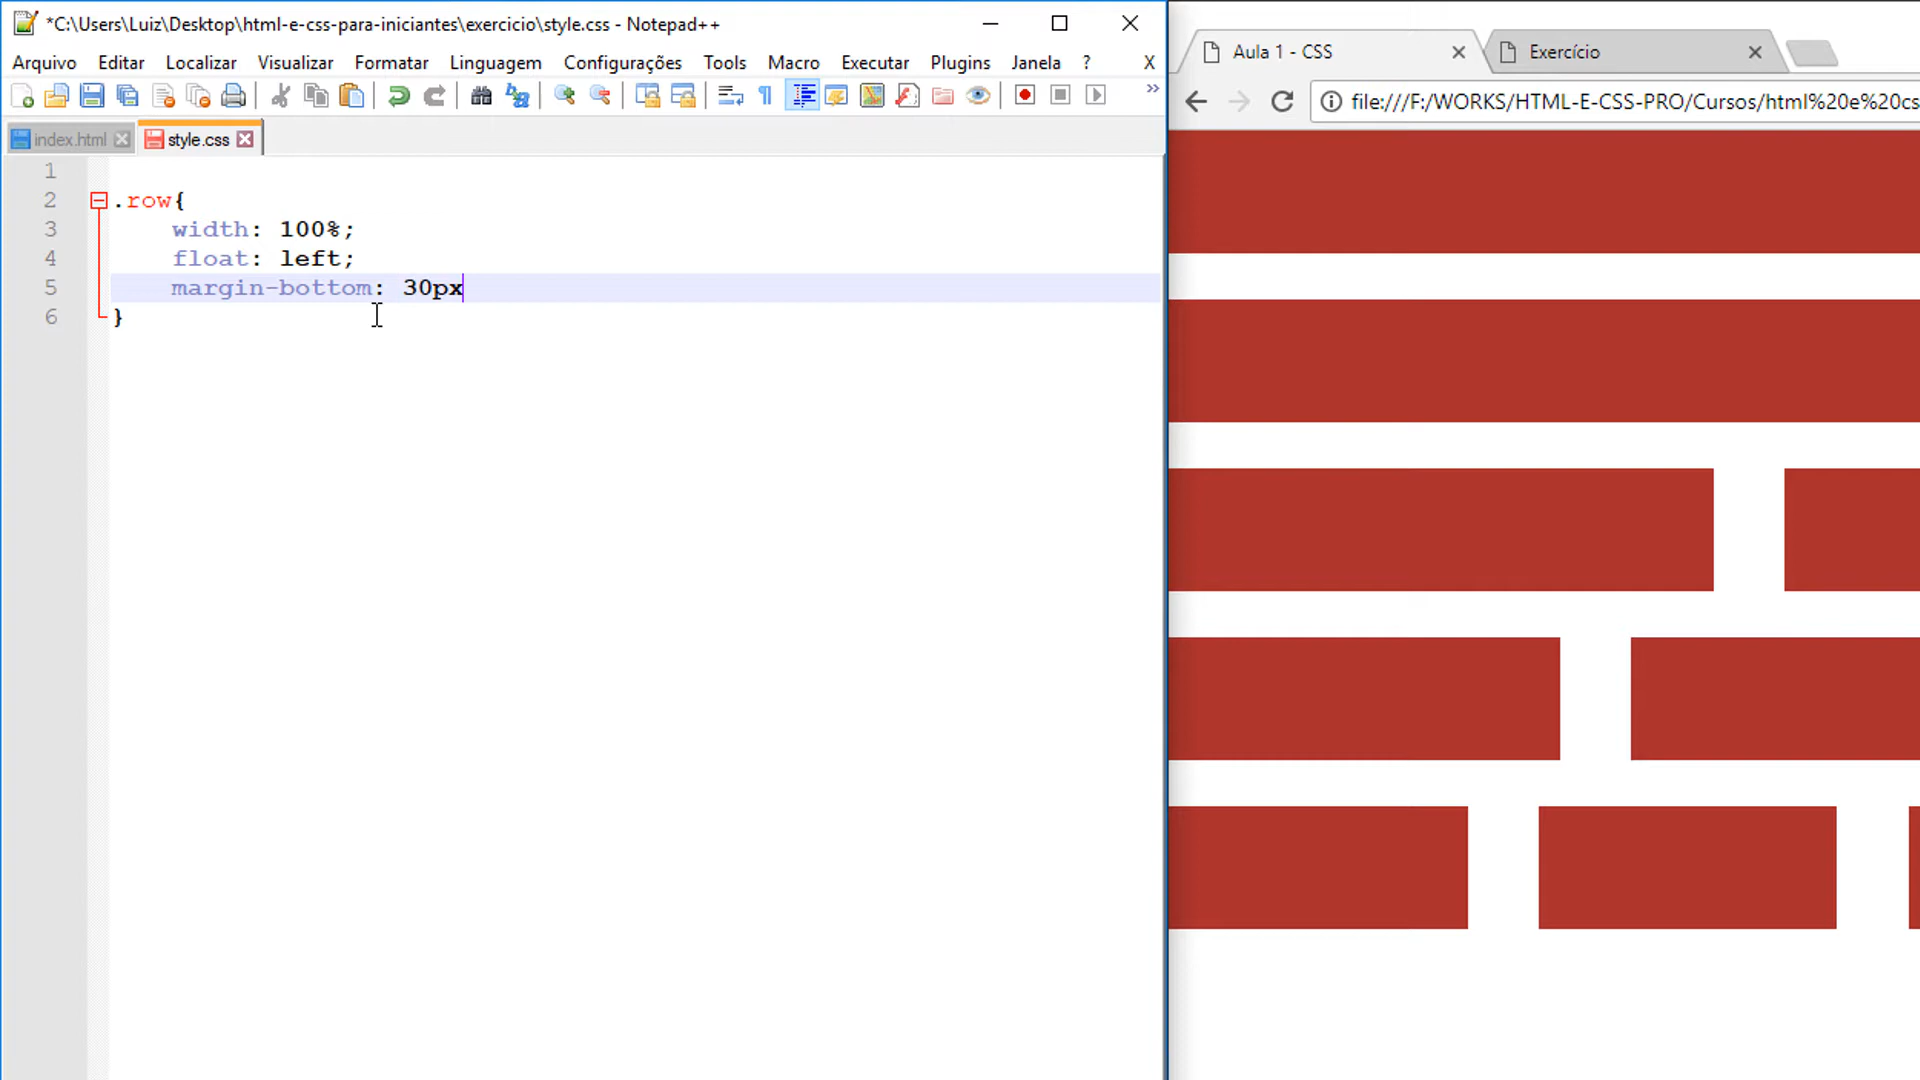 *C:\Users\Luiz\Desktop\html-e-css-para-iniciantes\exercicio\style.css - Notepad++
Arquivo Editar Localizar Visualizar Formatar Linguagem Configurações Tools Macro Executar Plugins Janela ? X
index.html style.css
1
2 .row{
3 width: 100%;
4 float: left;
5 margin-bottom: 30px
6 }
Aula 1 - CSS Exercício
file:///F:/WORKS/HTML-E-CSS-PRO/Cursos/html%20e%20cs